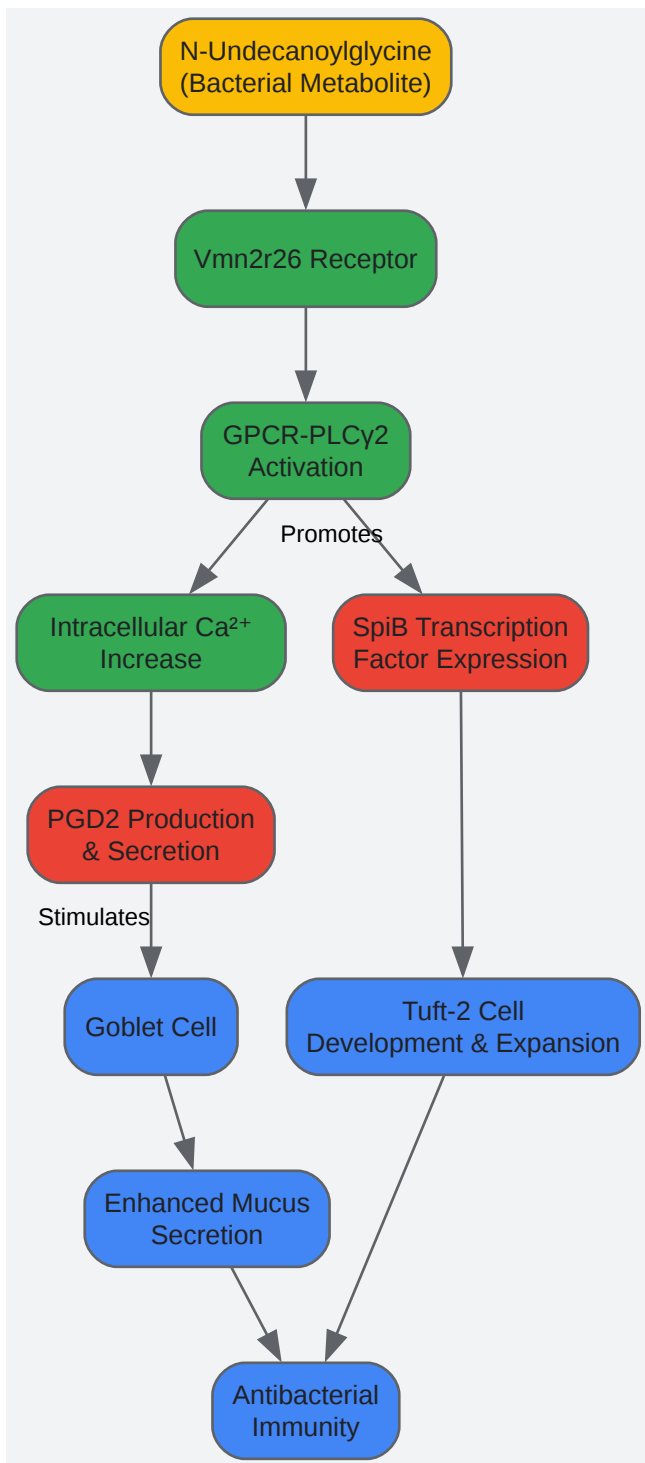 N-Undecanoylglycine
(Bacterial Metabolite)
Vmn2r26 Receptor
GPCR-PLCγ2
Activation
Promotes
Intracellular Ca²⁺
Increase
SpiB Transcription
Factor Expression
PGD2 Production
& Secretion
Stimulates
Goblet Cell
Tuft-2 Cell
Development & Expansion
Enhanced Mucus
Secretion
Antibacterial
Immunity